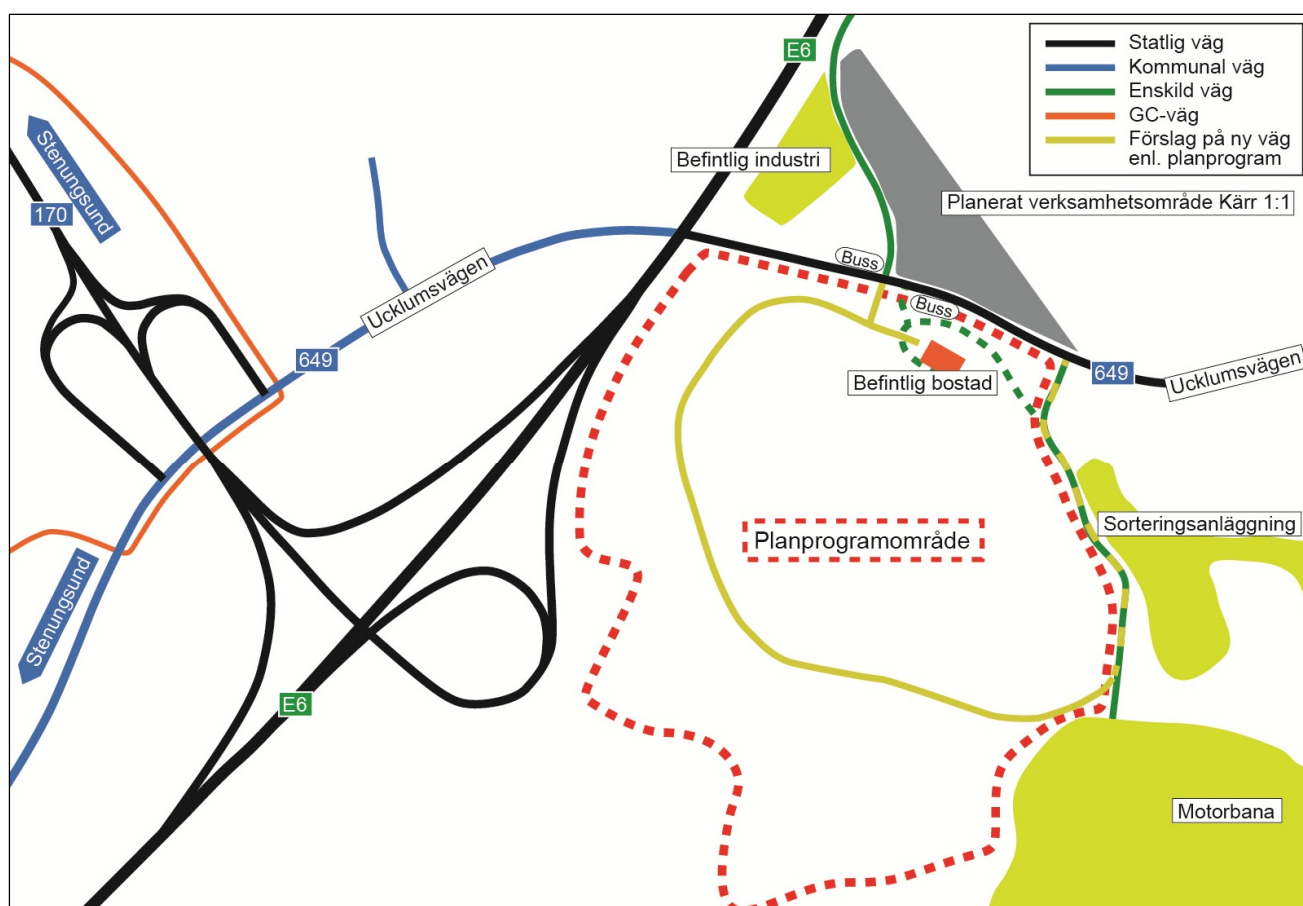 Statlig väg
Kommunal väg
Enskild väg
GC-väg
Förslag på ny väg
enl. planprogram
E6
Befintlig industri
Planerat verksamhetsområde Kärr 1:1
Stenungsund
170
Ucklumsvägen
Buss
Buss
649
649
Ucklumsvägen
Befintlig bostad
Sorteringsanläggning
Planprogramområde
Stenungsund
E6
Motorbana